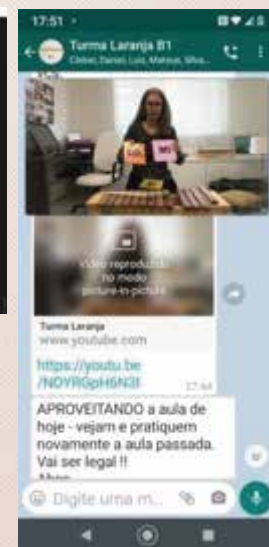 17:51
Turma Laranja B1
Cleber, Daniel, Luis, Mateus, Silva...
Vídeo reproduzido
no modo
picture-in-picture
Turma Laranja
www.youtube.com
https://youtu.be
17:44
APROVEITANDO a aula de
hoje - vejam e pratiquem
novamente a aula passada.
Vai ser legal !!
Digite uma m...